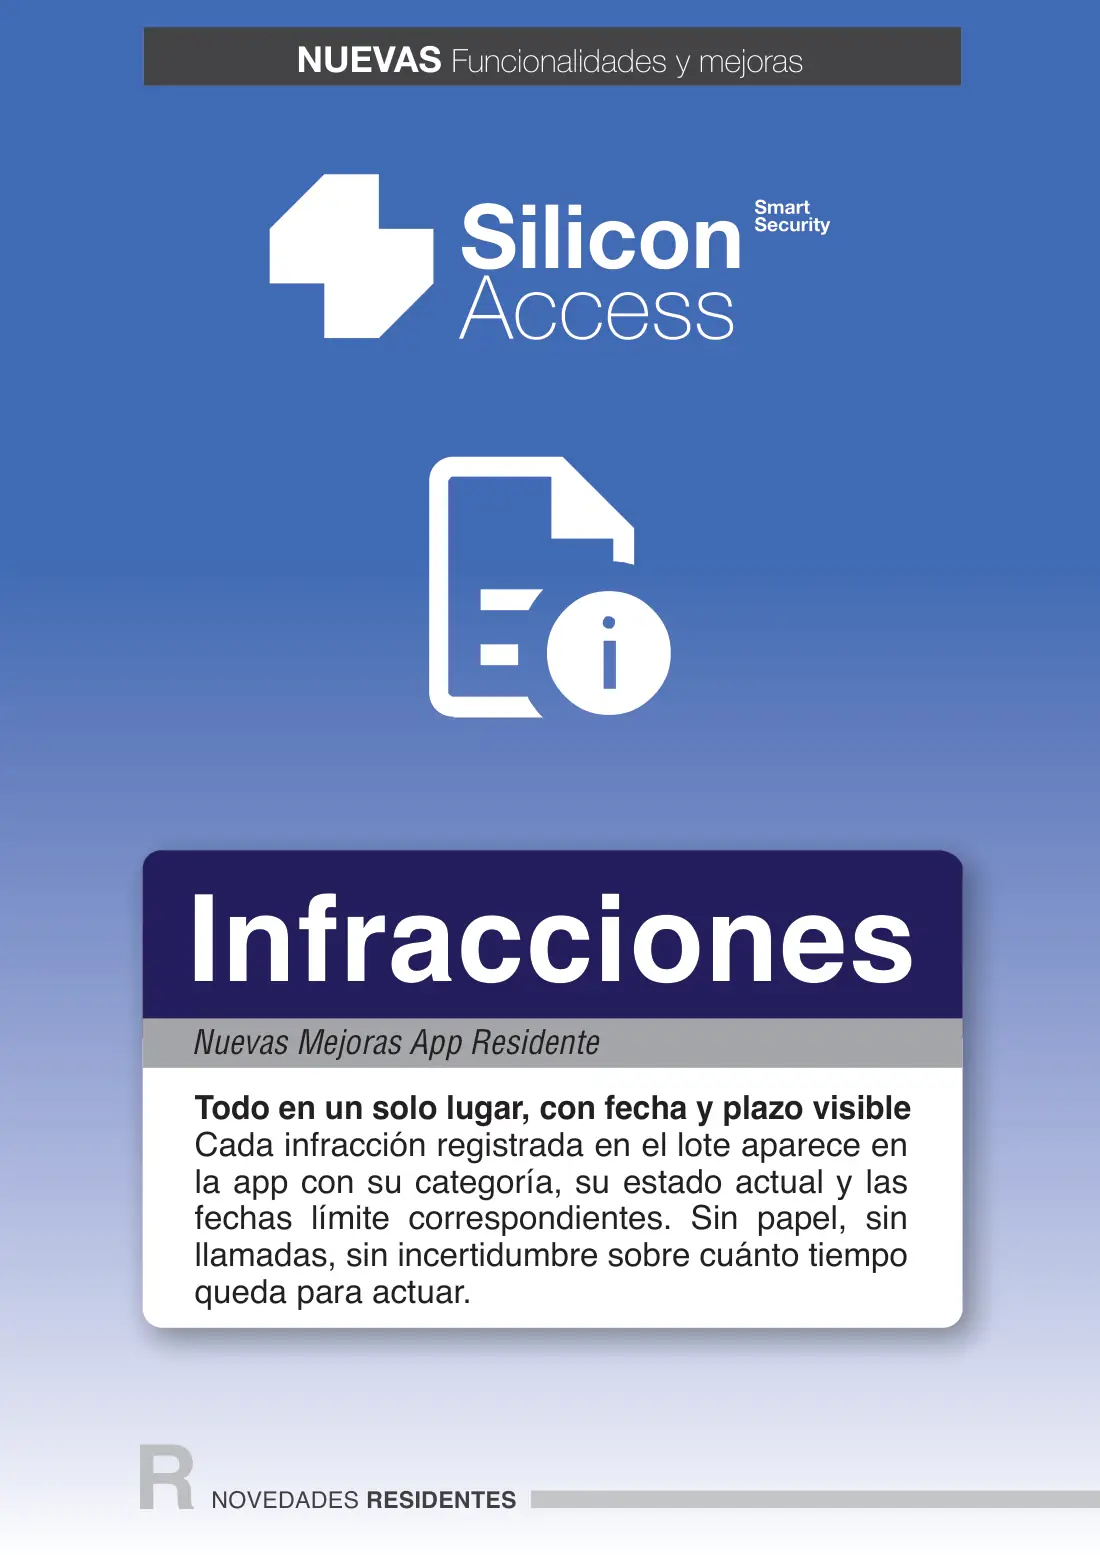 NUEVAS Funcionalidades y mejoras
Silicon
Access
Smart
Security
i
Infracciones
Nuevas Mejoras App Residente
Todo en un solo lugar, con fecha y plazo visible
Cada infracción registrada en el lote aparece en
la app con su categoría, su estado actual y las
fechas límite correspondientes. Sin papel, sin
llamadas, sin incertidumbre sobre cuánto tiempo
queda para actuar.
R
NOVEDADES RESIDENTES